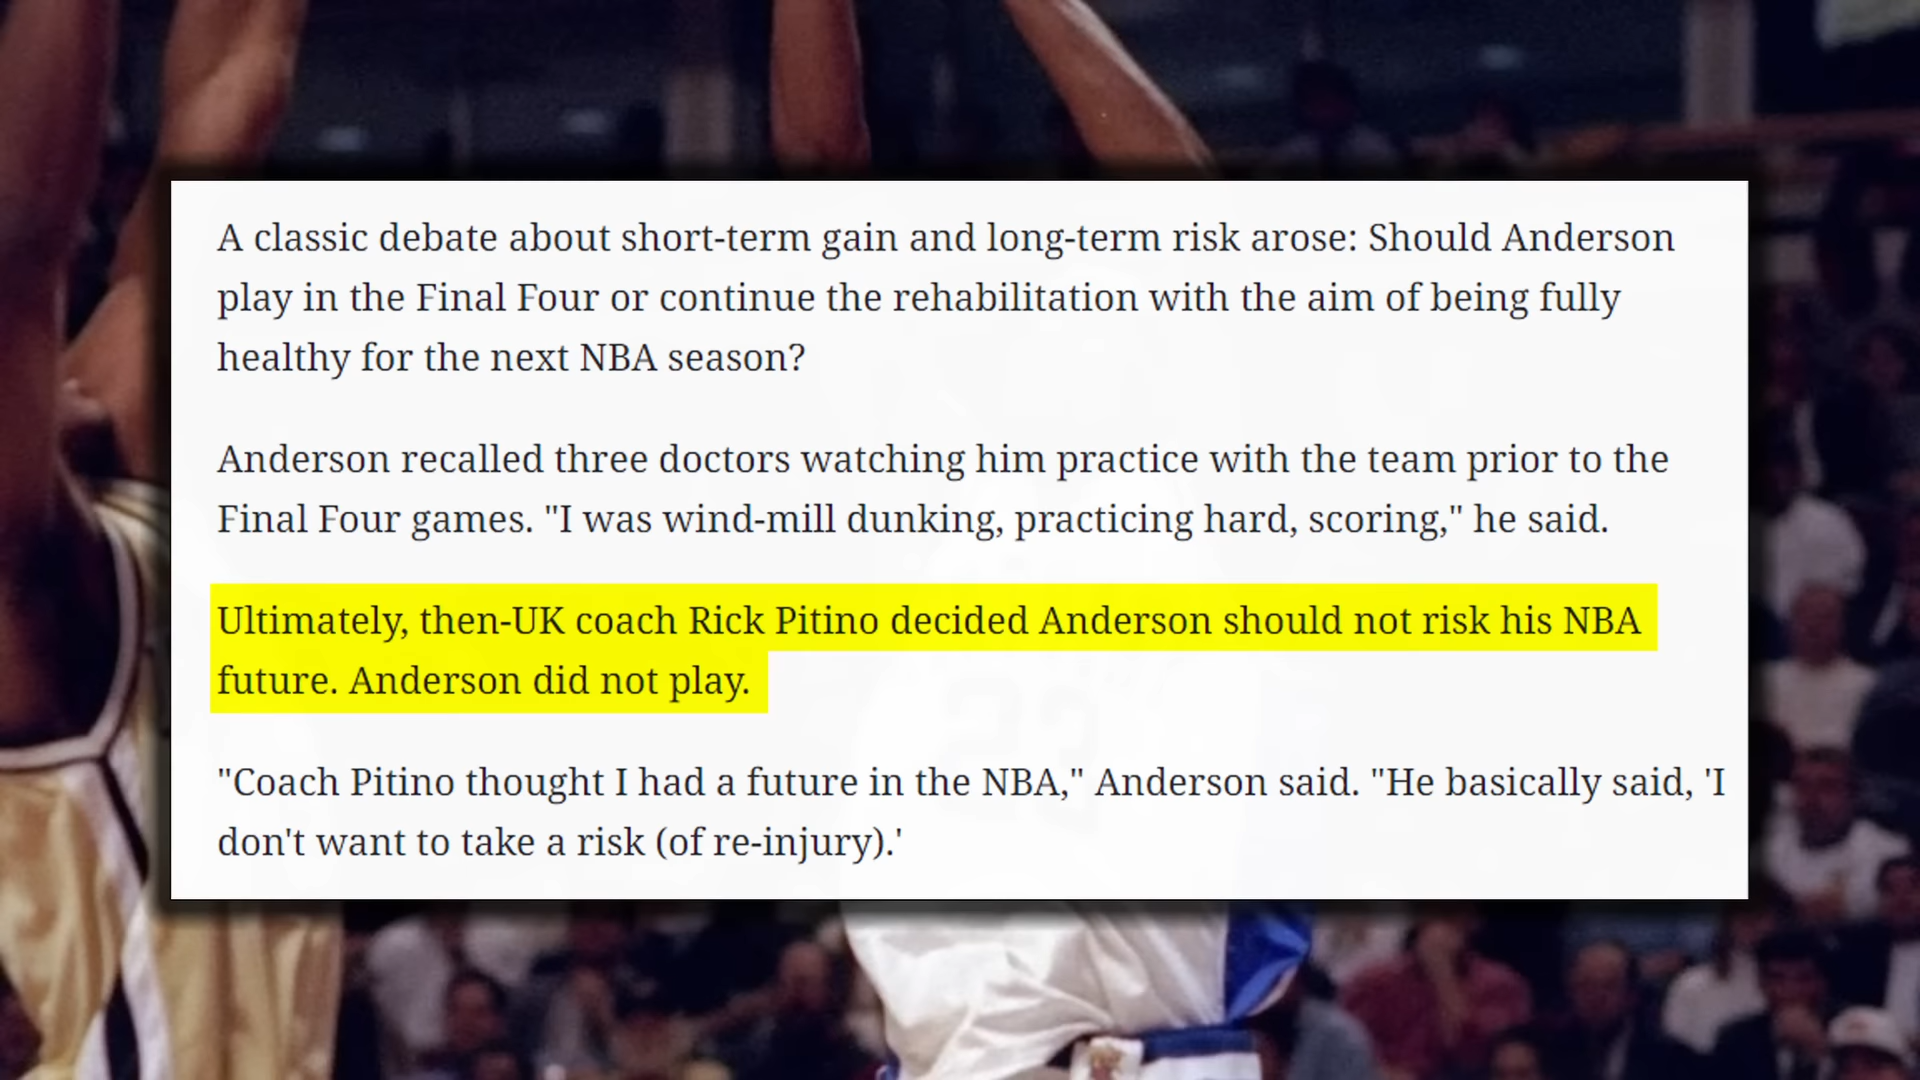 A classic debate about short-term gain and long-term risk arose: Should Anderson
play in the Final Four or continue the rehabilitation with the aim of being fully
healthy for the next NBA season?
Anderson recalled three doctors watching him practice with the team prior to the
Final Four games. "I was wind-mill dunking, practicing hard, scoring," he said.
Ultimately, then-UK coach Rick Pitino decided Anderson should not risk his NBA
future. Anderson did not play.
"Coach Pitino thought I had a future in the NBA," Anderson said. "He basically said, 'I
don't want to take a risk (of re-injury).'